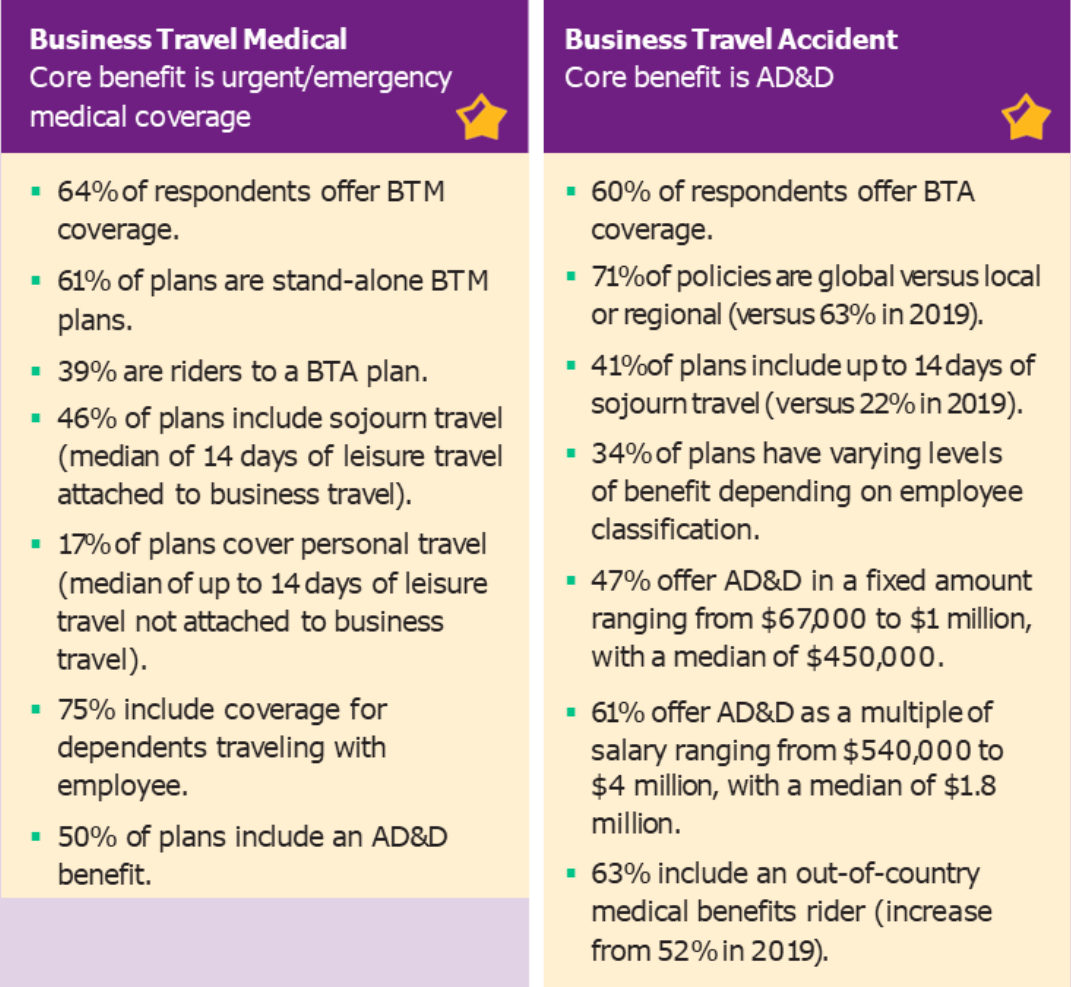 Business Travel Medical
Core benefit is urgent/emergency
medical coverage
▪ 64% of respondents offer BTM
coverage.
▪ 61% of plans are stand-alone BTM
plans.
▪ 39% are riders to a BTA plan.
▪ 46% of plans include sojourn travel
(median of 14 days of leisure travel
attached to business travel).
▪ 17% of plans cover personal travel
(median of up to 14 days of leisure
travel not attached to business
travel).
▪ 75% include coverage for
dependents traveling with
employee.
▪ 50% of plans include an AD&D
benefit.
Business Travel Accident
Core benefit is AD&D
▪ 60% of respondents offer BTA
coverage.
▪ 71% of policies are global versus local
or regional (versus 63% in 2019).
▪ 41% of plans include up to 14 days of
sojourn travel (versus 22% in 2019).
▪ 34% of plans have varying levels
of benefit depending on employee
classification.
▪ 47% offer AD&D in a fixed amount
ranging from $67,000 to $1 million,
with a median of $450,000.
▪ 61% offer AD&D as a multiple of
salary ranging from $540,000 to
$4 million, with a median of $1.8
million.
▪ 63% include an out-of-country
medical benefits rider (increase
from 52% in 2019).